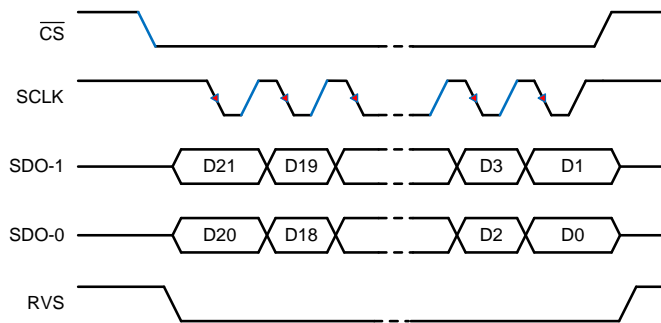 CS
SCLK
SDO-1 D21 D19 D3 D1
SDO-0 D20 D18 D2 D0
RVS